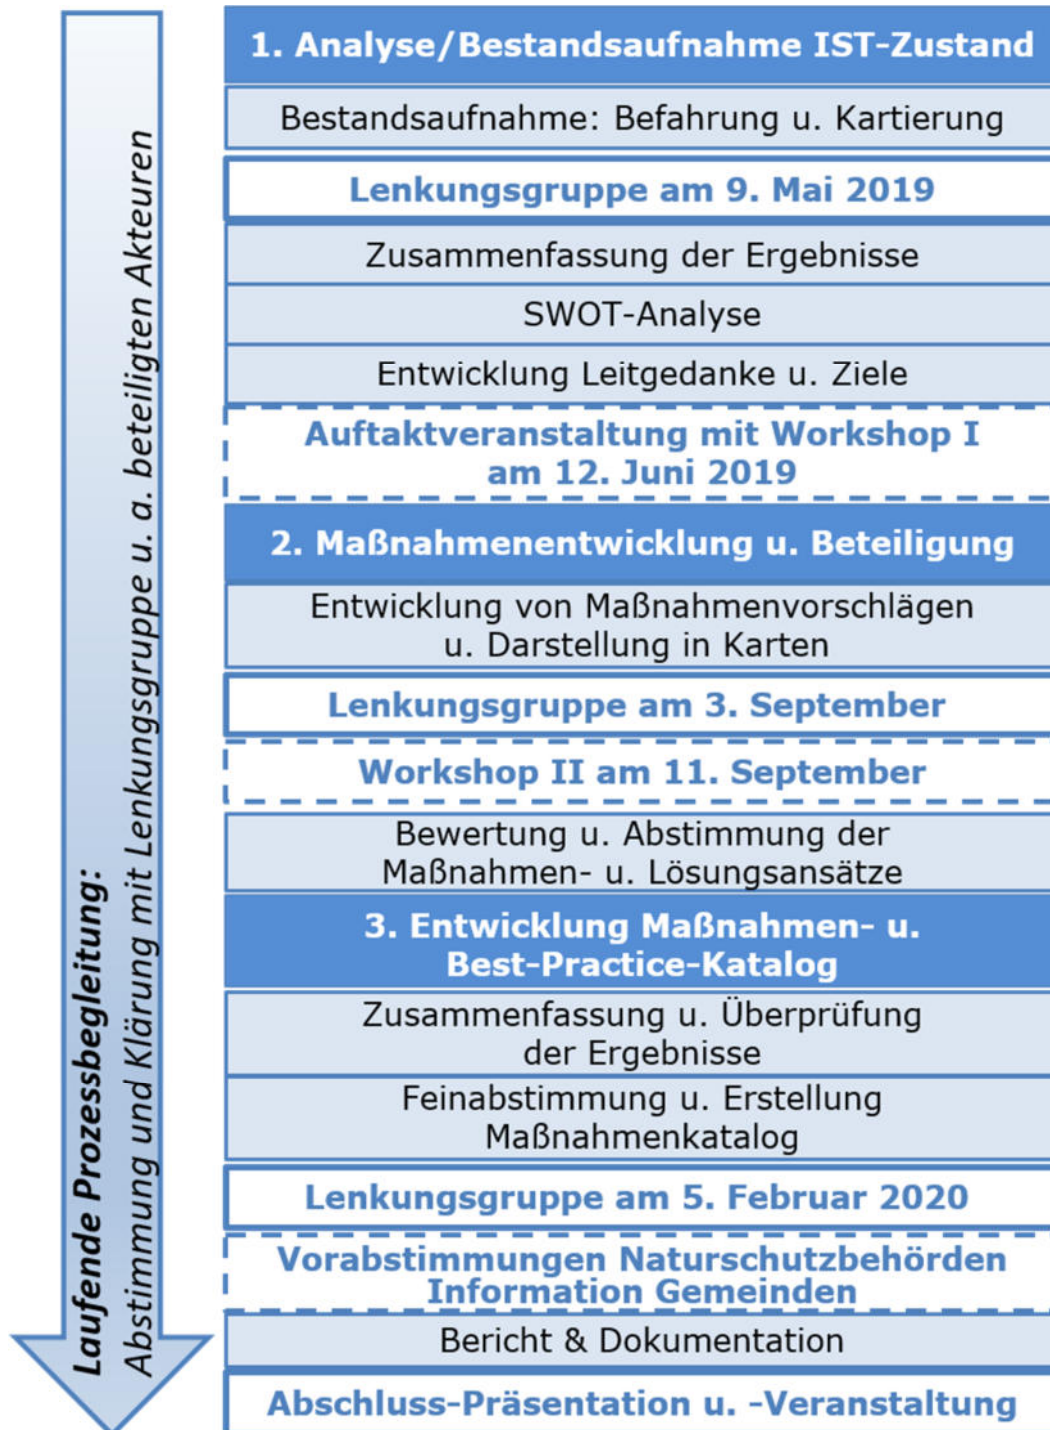 1. Analyse/Bestandsaufnahme IST-Zustand
Bestandsaufnahme: Befahrung u. Kartierung
Lenkungsgruppe am 9. Mai 2019
Zusammenfassung der Ergebnisse
SWOT-Analyse
Entwicklung Leitgedanke u. Ziele
Auftaktveranstaltung mit Workshop I
am 12. Juni 2019
2. Maßnahmenentwicklung u. Beteiligung
Entwicklung von Maßnahmenvorschlägen
u. Darstellung in Karten
Lenkungsgruppe am 3. September
Workshop II am 11. September
Bewertung u. Abstimmung der
Maßnahmen- u. Lösungsansätze
3. Entwicklung Maßnahmen- u.
Best-Practice-Katalog
Zusammenfassung u. Überprüfung
der Ergebnisse
Feinabstimmung u. Erstellung
Maßnahmenkatalog
Lenkungsgruppe am 5. Februar 2020
Vorabstimmungen Naturschutzbehörden
Information Gemeinden
Bericht & Dokumentation
Abschluss-Präsentation u. -Veranstaltung
Laufende Prozessbegleitung:
Abstimmung und Klärung mit Lenkungsgruppe u. a. beteiligten Akteuren